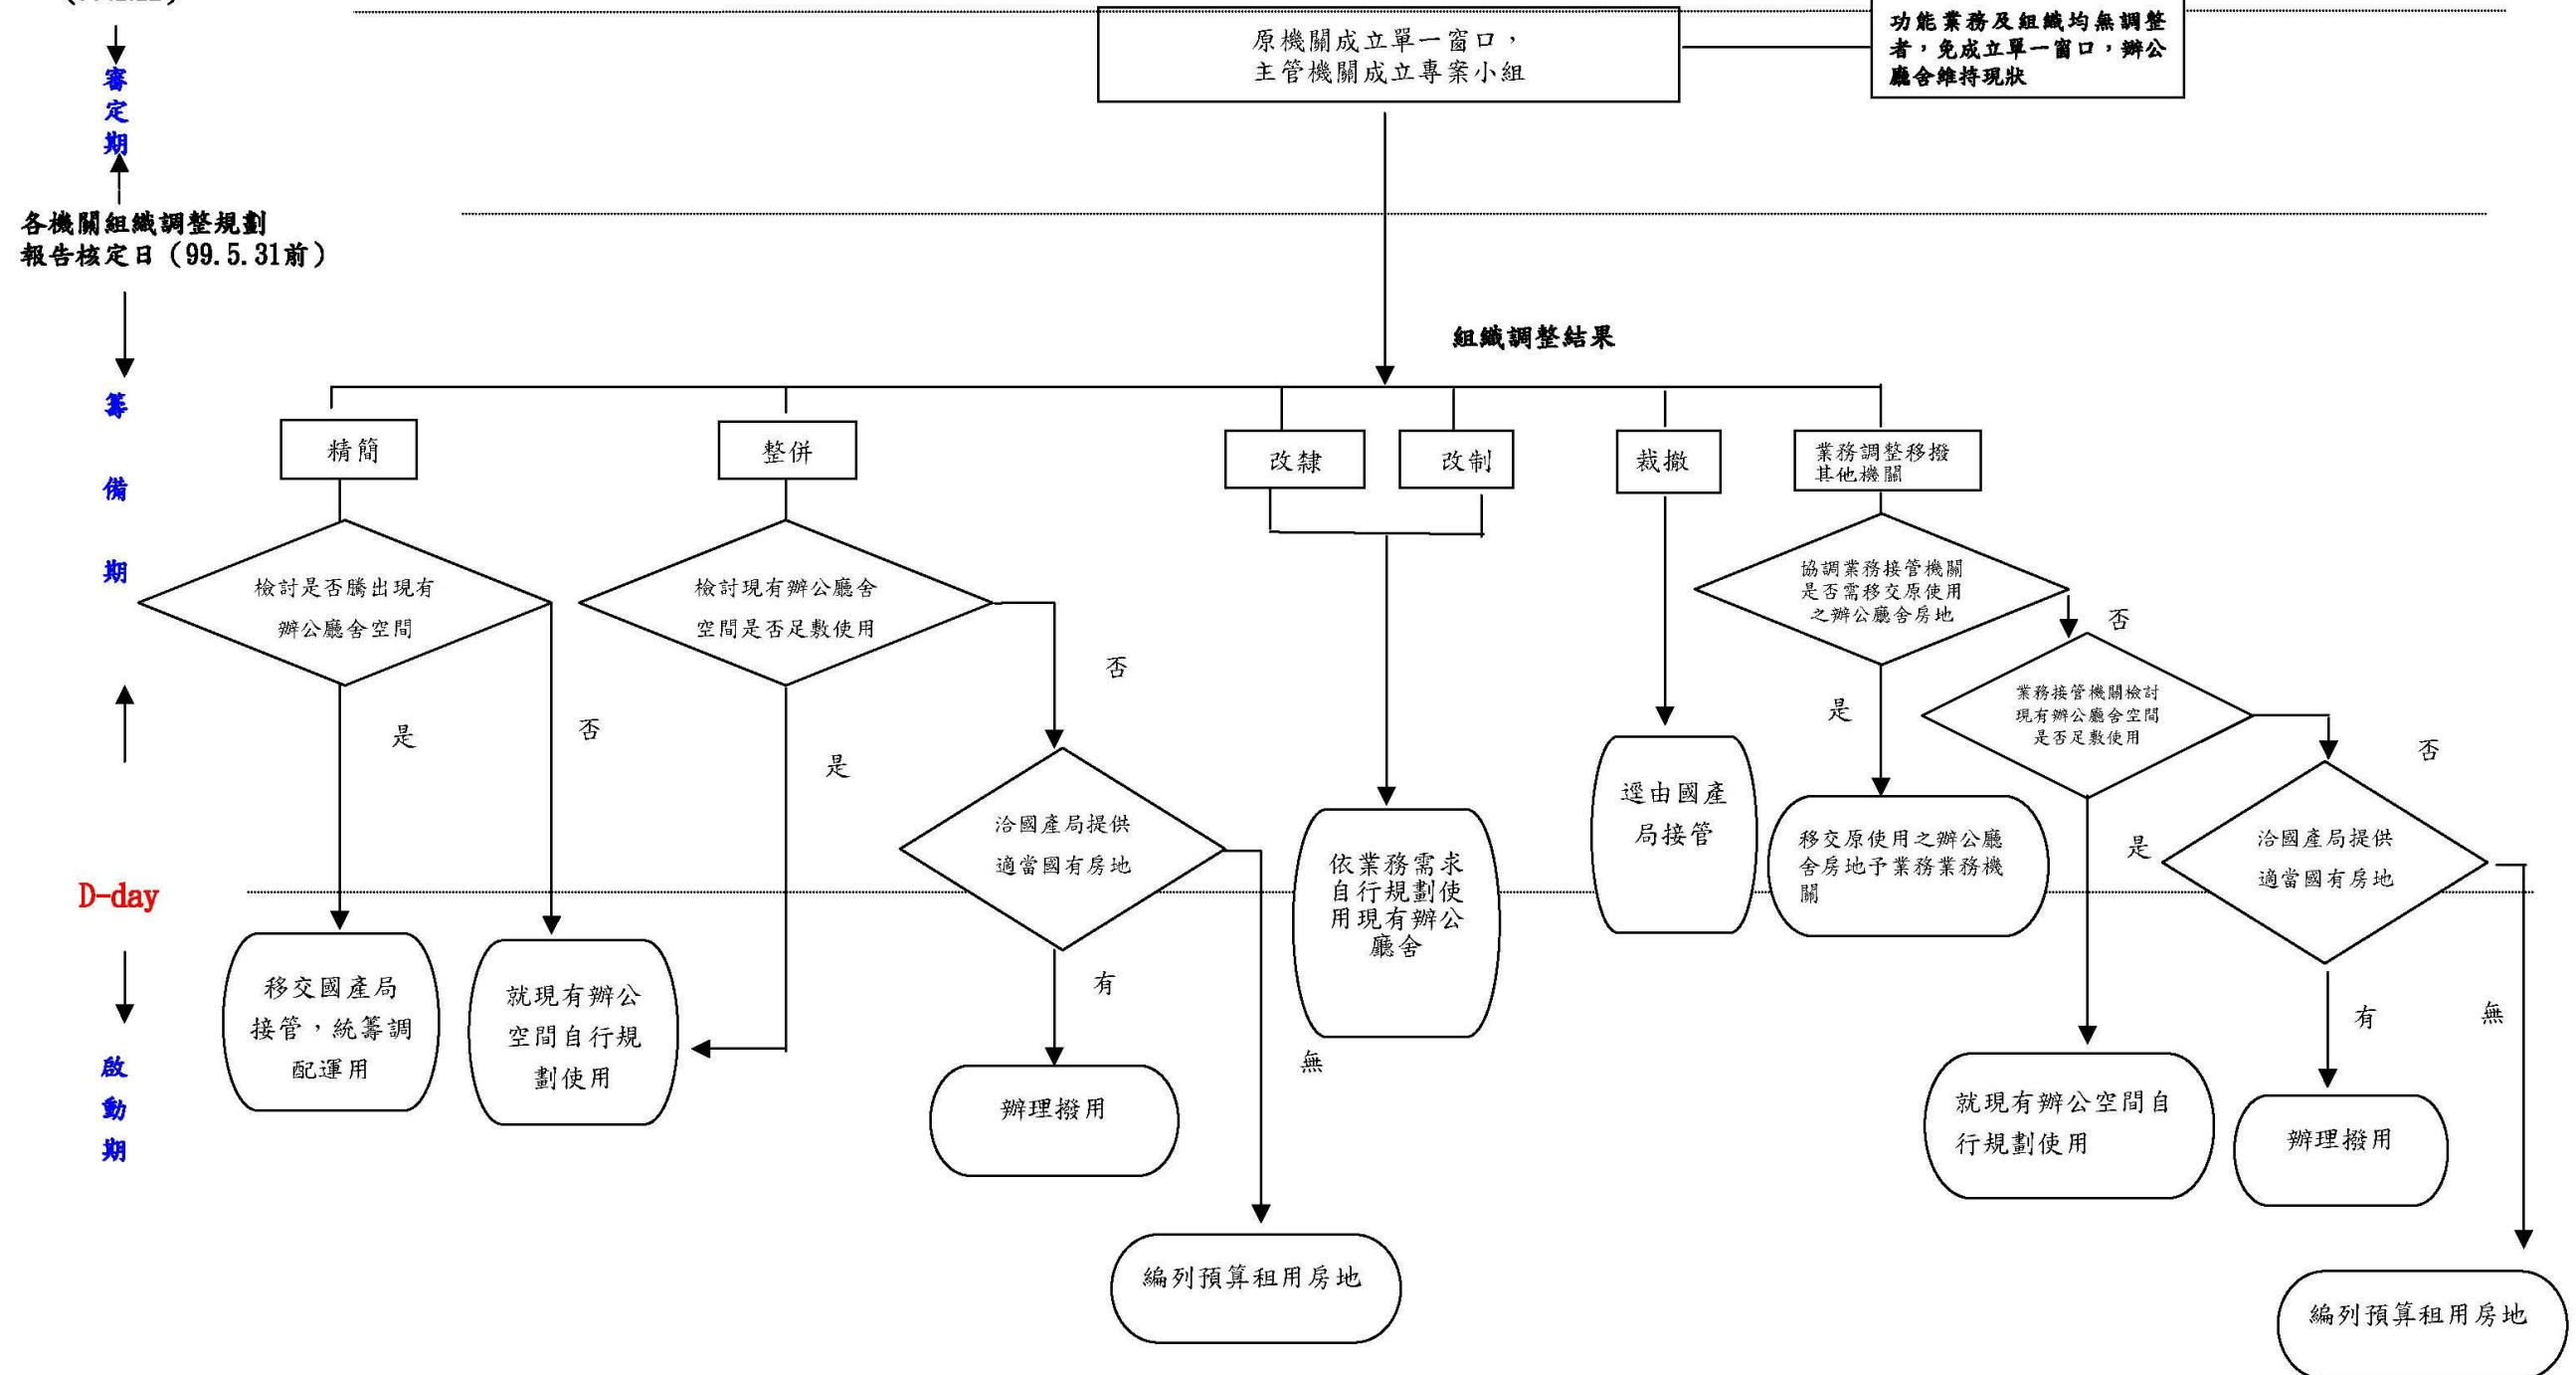 原機關成立單一窗口，
主管機關成立專案小組
功能業務及組織均無調整
者，免成立單一窗口，辦公
廳舍維持現狀
審
定
期
各機關組織調整規劃
報告核定日（99.5.31前）
組織調整結果
籌
備
期
精簡
整併
改隸
改制
裁撤
業務調整移撥
其他機關
檢討是否騰出現有
辦公廳舍空間
檢討現有辦公廳舍
空間是否足敷使用
協調業務接管機關
是否需移交原使用
之辦公廳舍房地
否
業務接管機關檢討
現有辦公廳舍空間
是否足敷使用
是
否
是
否
是
否
洽國產局提供
適當國有房地
依業務需求
自行規劃使
用現有辦公
廳舍
逕由國產
局接管
移交原使用之辦公廳
舍房地予業務業務機
關
是
洽國產局提供
適當國有房地
D-day
移交國產局
接管，統籌調
配運用
就現有辦公
空間自行規
劃使用
有
無
有
無
啟
動
期
辦理撥用
就現有辦公空間自
行規劃使用
辦理撥用
編列預算租用房地
編列預算租用房地